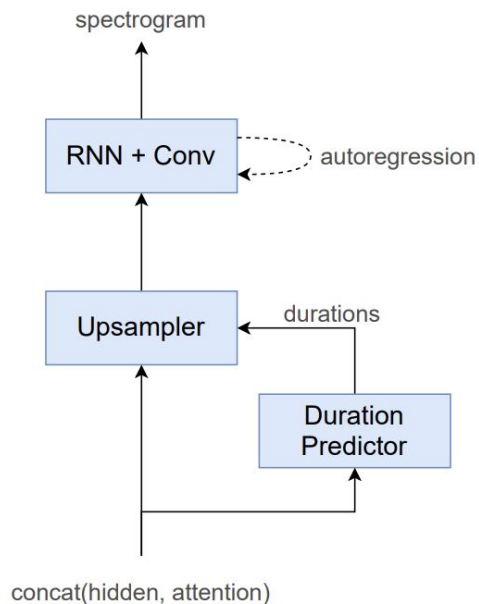 spectrogram
RNN + Conv
autoregression
Upsampler
durations
Duration
Predictor
concat(hidden, attention)